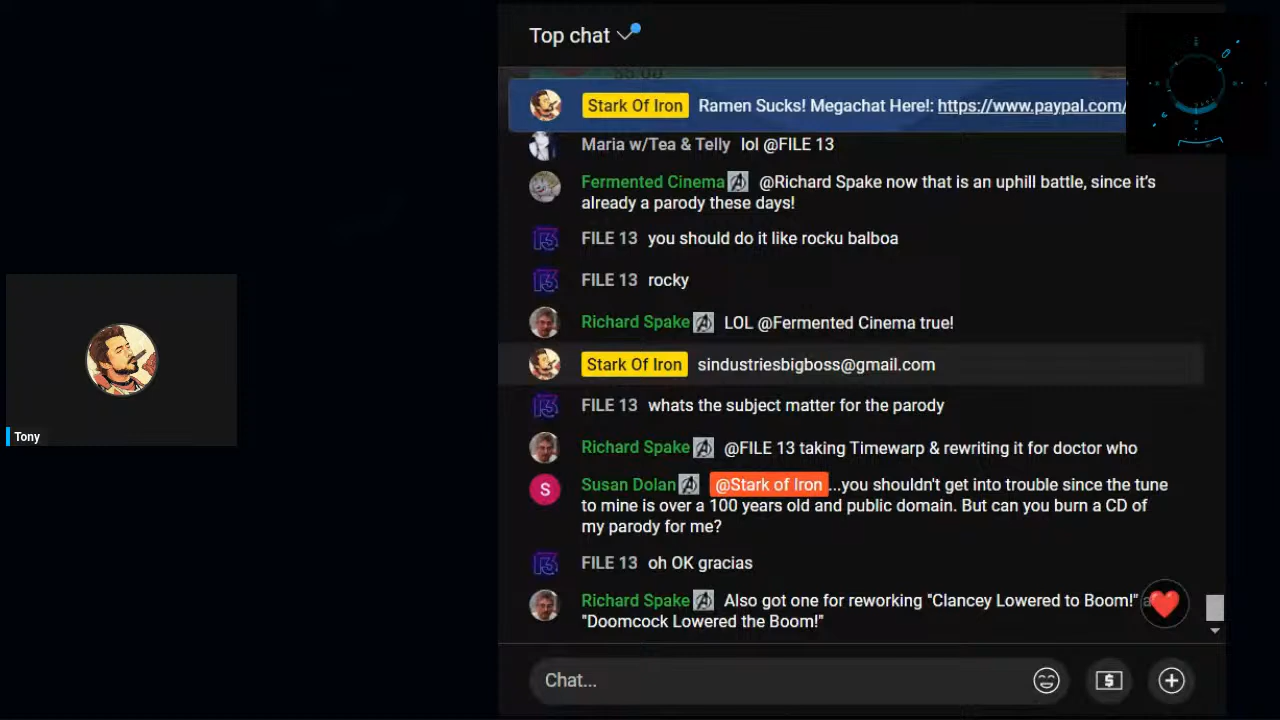 Top chat
Stark Of Iron Ramen Sucks! Megachat Here!: https://www.paypal.com/
Maria w/Tea & Telly lol @FILE 13
Fermented Cinema @Richard Spake now that is an uphill battle, since it's
already a parody these days!
FILE 13 you should do it like rocku balboa
FILE 13 rocky
Richard Spake LOL @Fermented Cinema true!
Stark Of Iron sindustriesbigboss@gmail.com
FILE 13 whats the subject matter for the parody
Richard Spake @FILE 13 taking Timewarp & rewriting it for doctor who
S Susan Dolan @Stark of Iron...you shouldn't get into trouble since the tune
to mine is over a 100 years old and public domain. But can you burn a CD of
my parody for me?
FILE 13 oh OK gracias
Richard Spake Also got one for reworking "Clancey Lowered to Boom!"
"Doomcock Lowered the Boom!"
Chat...
Tony